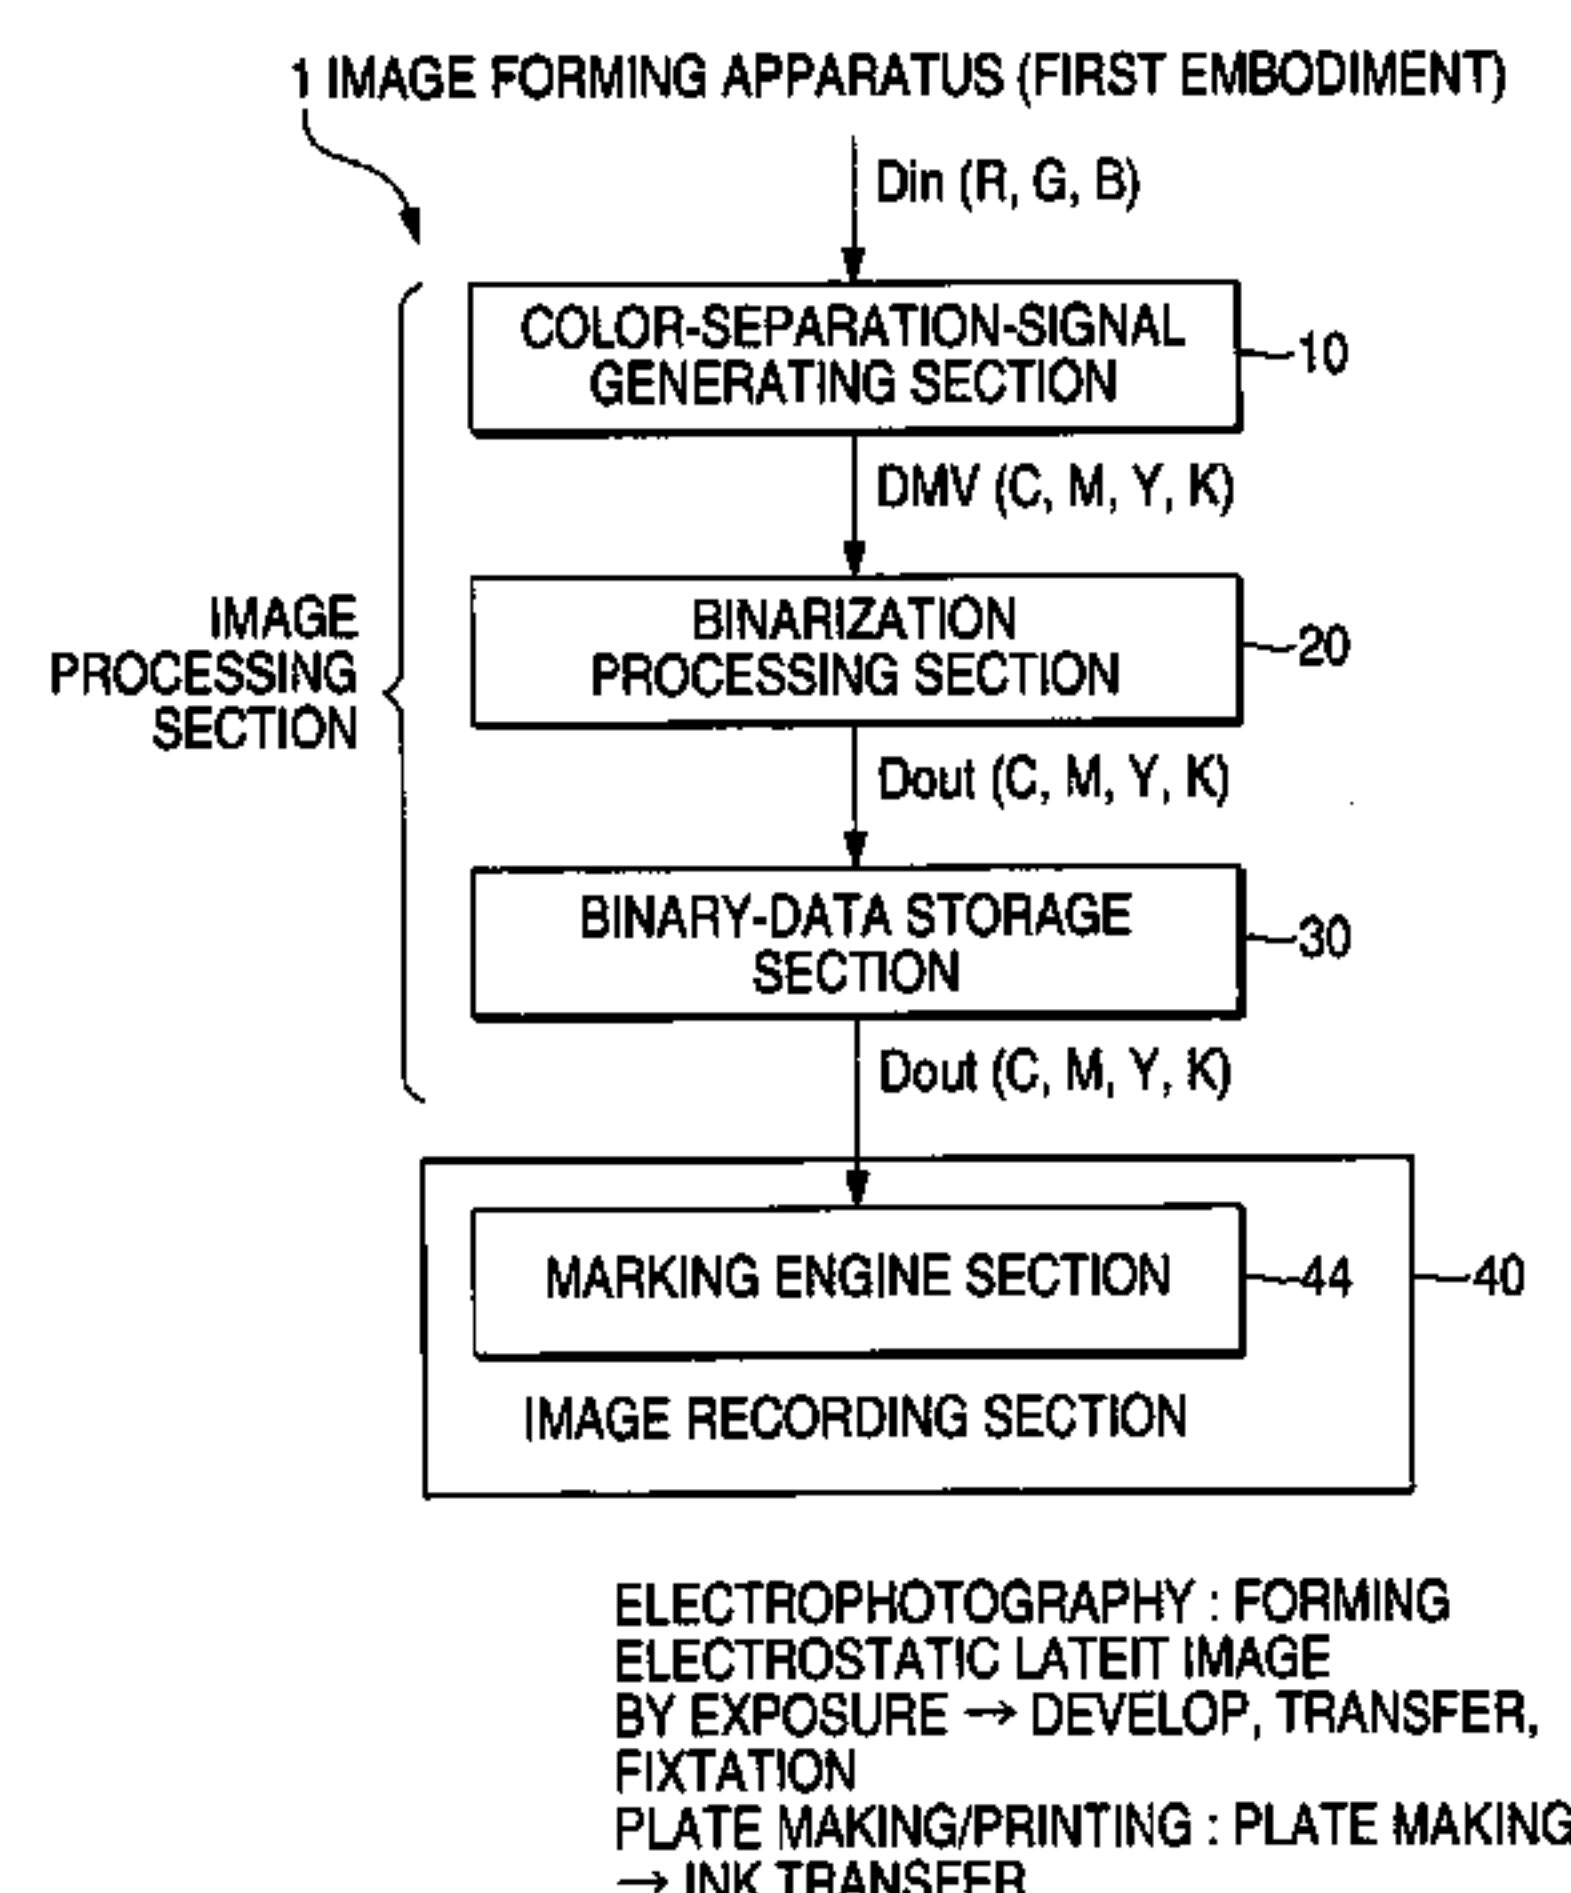 1 IMAGE FORMING APPARATUS (FIRST EMBODIMENT)
Din (R, G, B)
COLOR-SEPARATION-SIGNAL
GENERATING SECTION
10
DMV (C, M, Y, K)
IMAGE
PROCESSING
SECTION
BINARIZATION
PROCESSING SECTION
20
Dout (C, M, Y, K)
BINARY-DATA STORAGE
SECTION
30
Dout (C, M, Y, K)
MARKING ENGINE SECTION
44
40
IMAGE RECORDING SECTION
ELECTROPHOTOGRAPHY : FORMING
ELECTROSTATIC LATEIT IMAGE
BY EXPOSURE → DEVELOP, TRANSFER,
FIXTATION
PLATE MAKING/PRINTING : PLATE MAKING
→ INK TRANSFER